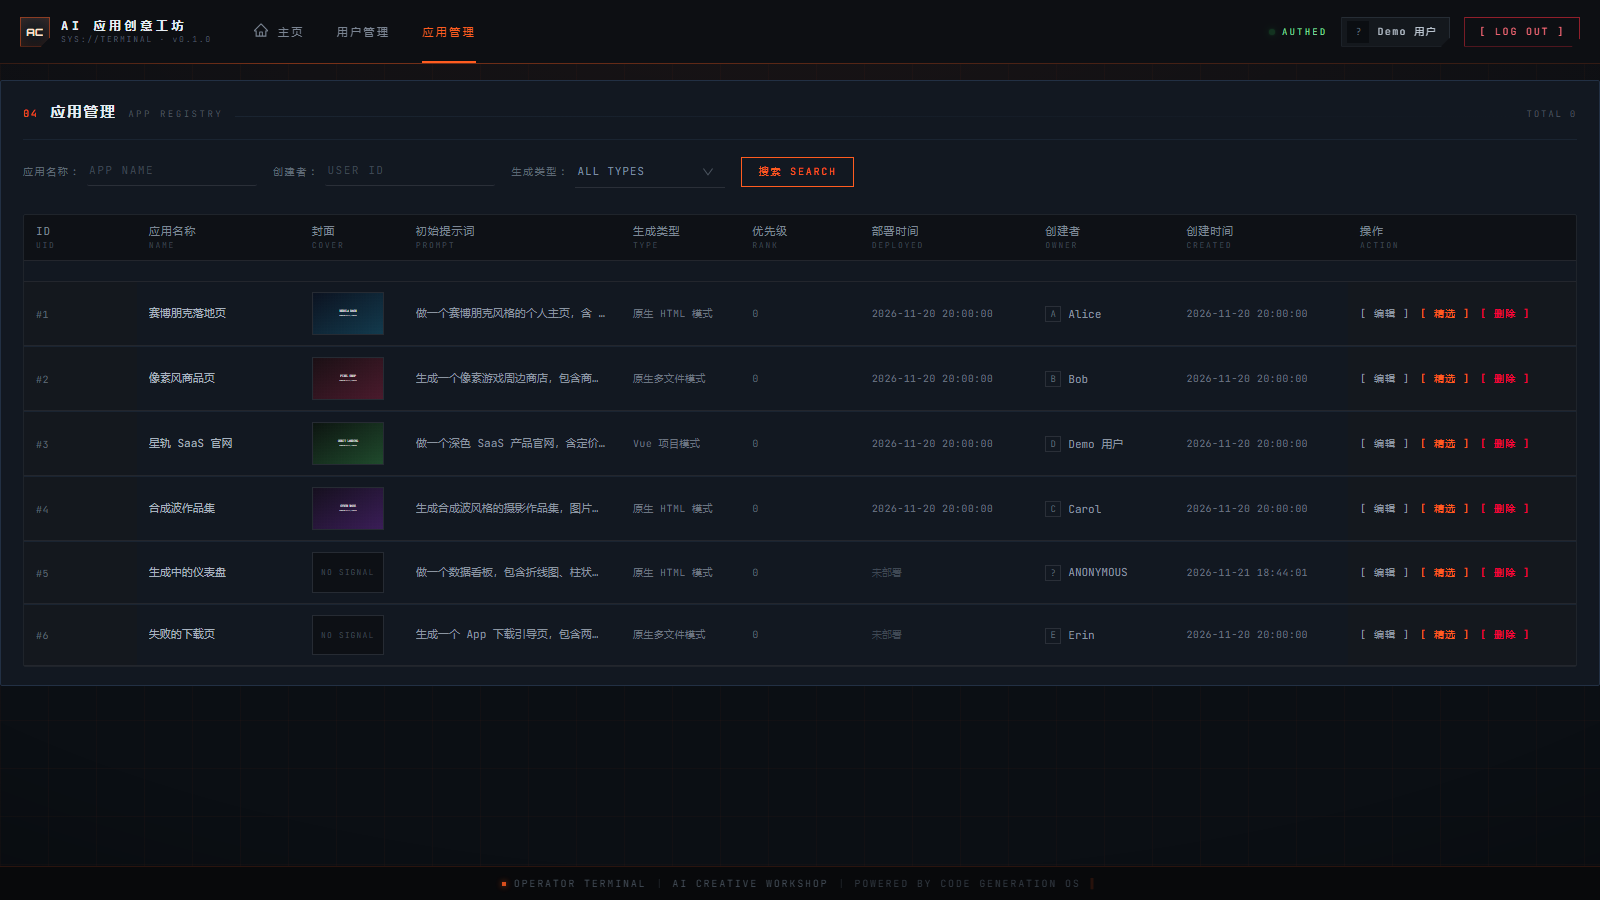 AC
AI 应用创意工坊
SYS://TERMINAL · v0.1.0
主页
用户管理
应用管理
AUTHED
? Demo 用户
[ LOG OUT ]
04 应用管理 APP REGISTRY
TOTAL 0
应用名称： APP NAME
创建者： USER ID
生成类型： ALL TYPES
搜索 SEARCH
ID 应用名称 封面 初始提示词 生成类型 优先级 部署时间 创建者 创建时间 操作
UID NAME COVER PROMPT TYPE RANK DEPLOYED OWNER CREATED ACTION
#1 赛博朋克落地页 做一个赛博朋克风格的个人主页，含 … 原生 HTML 模式 0 2026-11-20 20:00:00 A Alice 2026-11-20 20:00:00 [ 编辑 ] [ 精选 ] [ 删除 ]
#2 像素风商品页 生成一个像素游戏周边商店，包含商… 原生多文件模式 0 2026-11-20 20:00:00 B Bob 2026-11-20 20:00:00 [ 编辑 ] [ 精选 ] [ 删除 ]
#3 星轨 SaaS 官网 做一个深色 SaaS 产品官网，含定价… Vue 项目模式 0 2026-11-20 20:00:00 D Demo 用户 2026-11-20 20:00:00 [ 编辑 ] [ 精选 ] [ 删除 ]
#4 合成波作品集 生成合成波风格的摄影作品集，图片… 原生 HTML 模式 0 2026-11-20 20:00:00 C Carol 2026-11-20 20:00:00 [ 编辑 ] [ 精选 ] [ 删除 ]
#5 生成中的仪表盘 NO SIGNAL 做一个数据看板，包含折线图、柱状… 原生 HTML 模式 0 未部署 ? ANONYMOUS 2026-11-21 18:44:01 [ 编辑 ] [ 精选 ] [ 删除 ]
#6 失败的下载页 NO SIGNAL 生成一个 App 下载引导页，包含两… 原生多文件模式 0 未部署 E Erin 2026-11-20 20:00:00 [ 编辑 ] [ 精选 ] [ 删除 ]
OPERATOR TERMINAL | AI CREATIVE WORKSHOP | POWERED BY CODE GENERATION OS